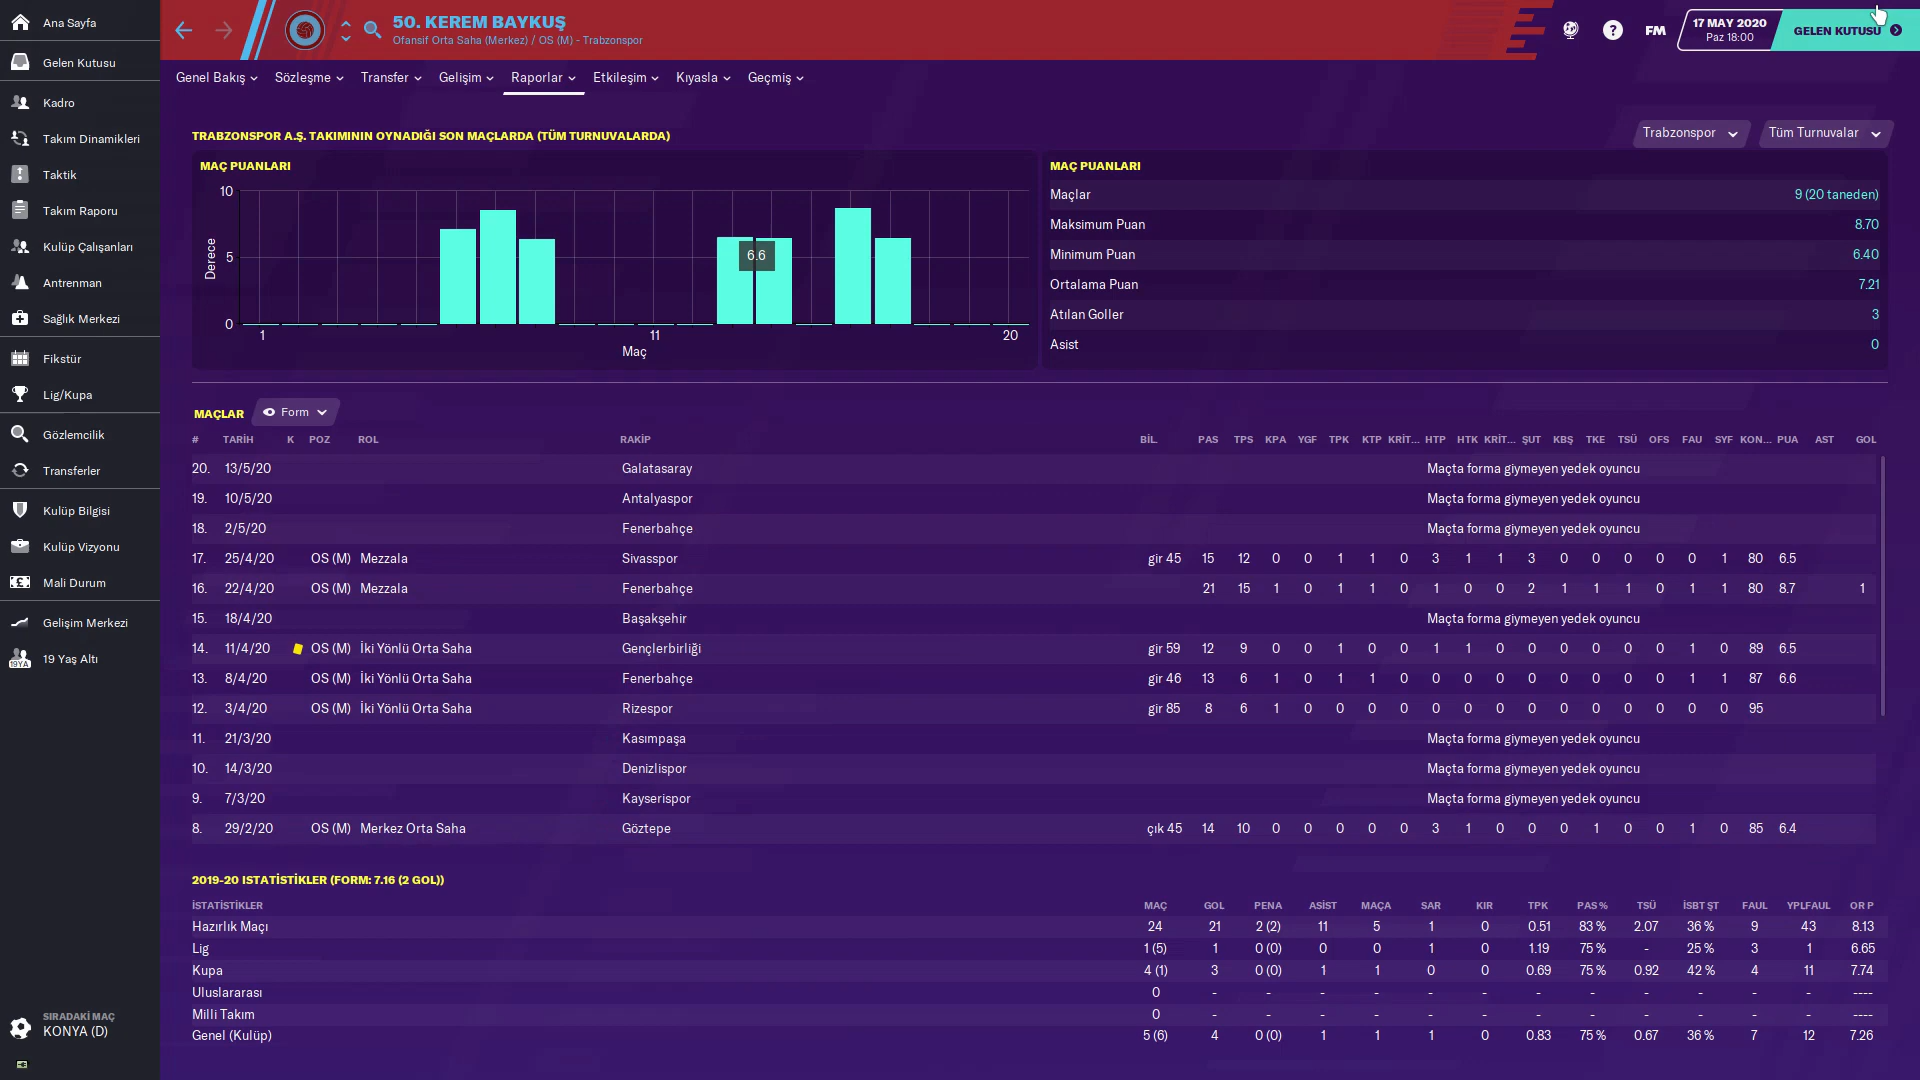 Ana Sayfa
Gelen Kutusu
Kadro
Takım Dinamikleri
Taktik
Takım Raporu
Kulüp Çalışanları
Antrenman
Sağlık Merkezi
Fikstür
Lig/Kupa
Gözlemcilik
Transferler
Kulüp Bilgisi
Kulüp Vizyonu
Mali Durum
Gelişim Merkezi
19YA 19 Yaş Altı
SIRADAKİ MAÇ
KONYA (D)
50. KEREM BAYKUŞ
Ofansif Orta Saha (Merkez) / OS (M) - Trabzonspor
? FM
17 MAY 2020
Paz 18:00
GELEN KUTUSU
Genel Bakış Sözleşme Transfer Gelişim Raporlar Etkileşim Kıyasla Geçmiş
TRABZONSPOR A.Ş. TAKIMININ OYNADIĞI SON MAÇLARDA (TÜM TURNUVALARDA)
Trabzonspor Tüm Turnuvalar
MAÇ PUANLARI
10
5
0
Derece
6.6
1 11 20
Maç
MAÇ PUANLARI
Maçlar 9 (20 taneden)
Maksimum Puan 8.70
Minimum Puan 6.40
Ortalama Puan 7.21
Atılan Goller 3
Asist 0
MAÇLAR Form
# TARİH K POZ ROL RAKİP BİL. PAS TPS KPA YGF TPK KTP KRİT... HTP HTK KRİT... ŞUT KBŞ TKE TSÜ OFS FAU SYF KON... PUA AST GOL
20. 13/5/20 Galatasaray Maçta forma giymeyen yedek oyuncu
19. 10/5/20 Antalyaspor Maçta forma giymeyen yedek oyuncu
18. 2/5/20 Fenerbahçe Maçta forma giymeyen yedek oyuncu
17. 25/4/20 OS (M) Mezzala Sivasspor gir 45 15 12 0 0 1 1 0 3 1 1 3 0 0 0 0 0 1 80 6.5
16. 22/4/20 OS (M) Mezzala Fenerbahçe 21 15 1 0 1 1 0 1 0 0 2 1 1 1 0 1 1 80 8.7 1
15. 18/4/20 Başakşehir Maçta forma giymeyen yedek oyuncu
14. 11/4/20 OS (M) İki Yönlü Orta Saha Gençlerbirliği gir 59 12 9 0 0 1 0 0 1 1 0 0 0 0 0 0 1 0 89 6.5
13. 8/4/20 OS (M) İki Yönlü Orta Saha Fenerbahçe gir 46 13 6 1 0 1 1 0 0 0 0 0 0 0 0 0 1 1 87 6.6
12. 3/4/20 OS (M) İki Yönlü Orta Saha Rizespor gir 85 8 6 1 0 0 0 0 0 0 0 0 0 0 0 0 0 0 95
11. 21/3/20 Kasımpaşa Maçta forma giymeyen yedek oyuncu
10. 14/3/20 Denizlispor Maçta forma giymeyen yedek oyuncu
9. 7/3/20 Kayserispor Maçta forma giymeyen yedek oyuncu
8. 29/2/20 OS (M) Merkez Orta Saha Göztepe çık 45 14 10 0 0 0 0 0 3 1 0 0 0 1 0 0 1 0 85 6.4
2019-20 ISTATİSTİKLER (FORM: 7.16 (2 GOL))
İSTATİSTİKLER MAÇ GOL PENA ASİST MAÇA SAR KIR TPK PAS % TSÜ İSBT ŞT FAUL YPLFAUL OR P
Hazırlık Maçı 24 21 2 (2) 11 5 1 0 0.51 83 % 2.07 36 % 9 43 8.13
Lig 1 (5) 1 0 (0) 0 0 1 0 1.19 75 % - 25 % 3 1 6.65
Kupa 4 (1) 3 0 (0) 1 1 0 0 0.69 75 % 0.92 42 % 4 11 7.74
Uluslararası 0 - - - - - - - - - - - - ----
Milli Takım 0 - - - - - - - - - - - - ----
Genel (Kulüp) 5 (6) 4 0 (0) 1 1 1 0 0.83 75 % 0.67 36 % 7 12 7.26